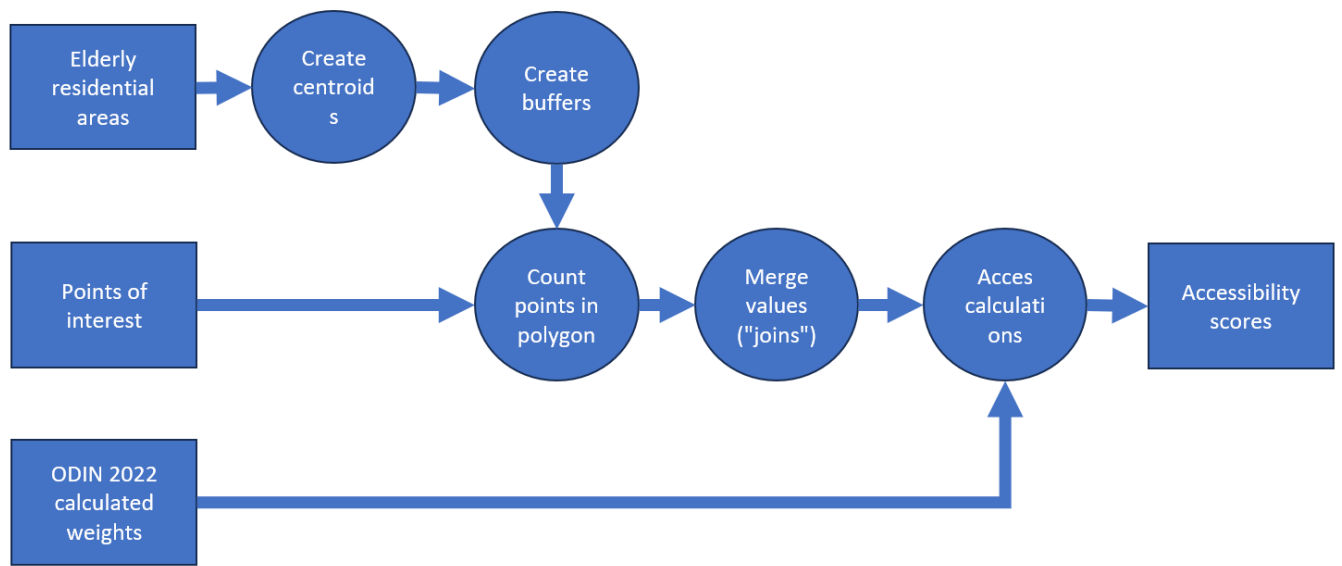 Elderly
residential
areas
Create
centroid
s
Create
buffers
Points of
interest
Count
points in
polygon
Merge
values
("joins")
Acces
calculati
ons
Accessibility
scores
ODIN 2022
calculated
weights